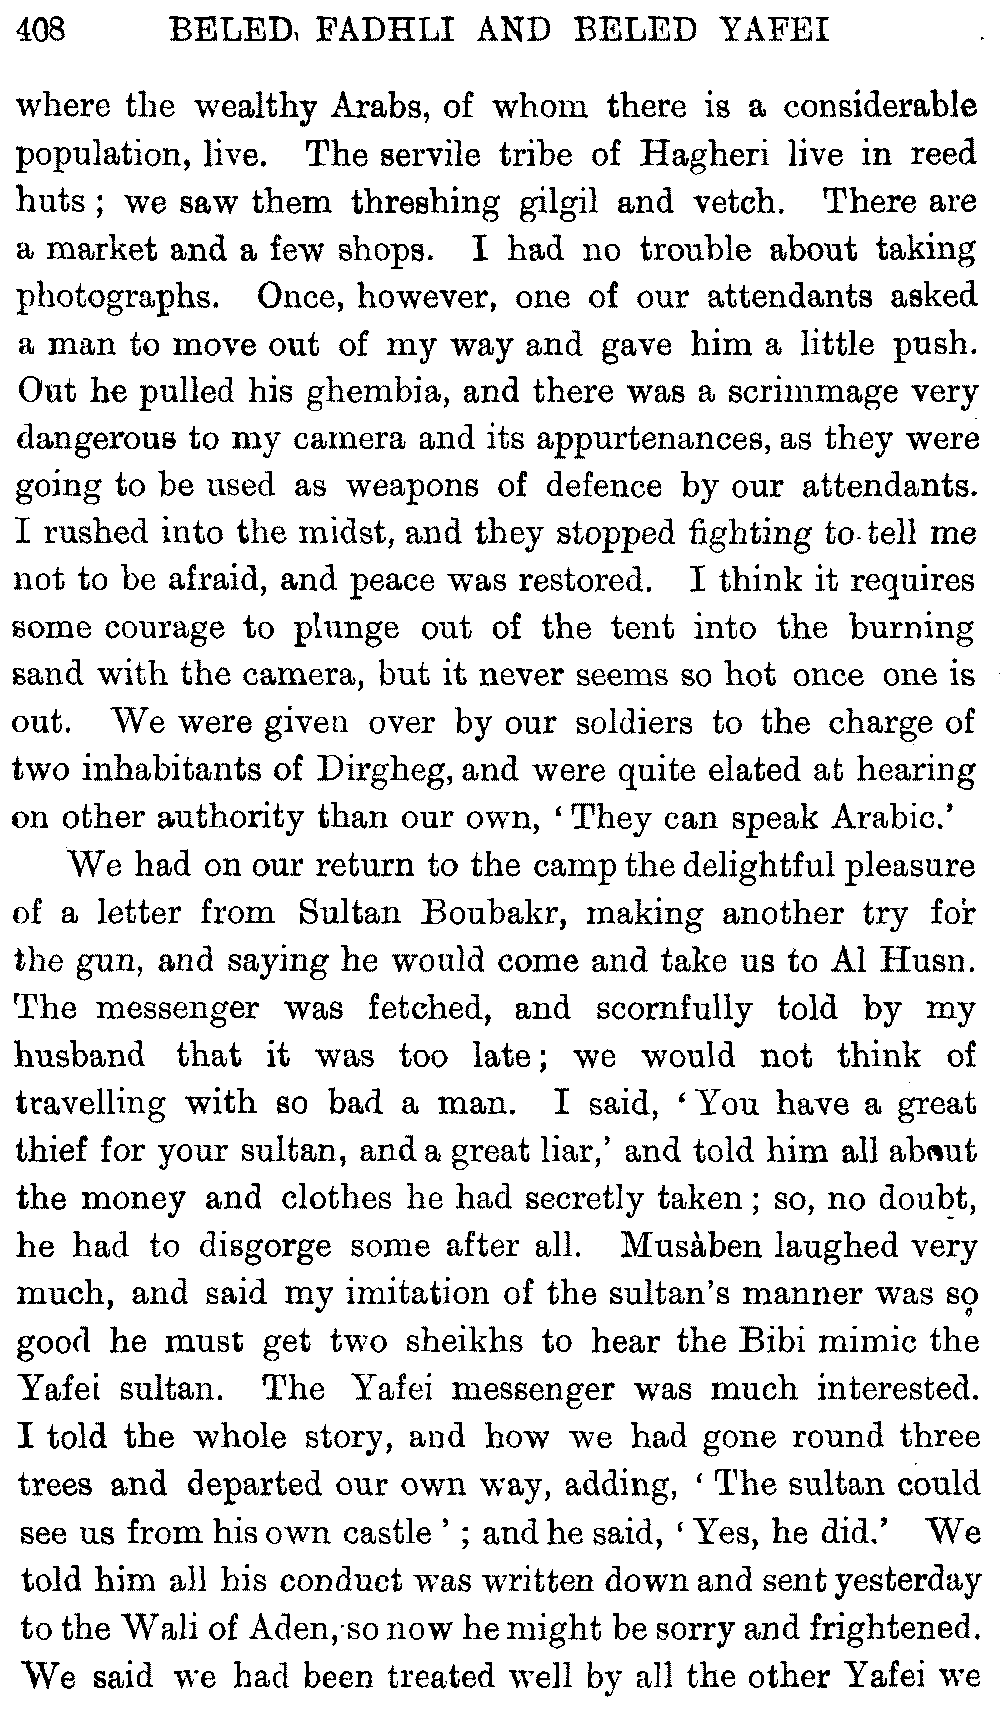 408 BELED FADHLI AND BELED YAFEI
where the wealthy Arabs, of whom there is a considerable
population, live. The servile tribe of Hagheri live in reed
huts ; we saw them threshing gilgil and vetch. There are
a market and a few shops. I had no trouble about taking
photographs. Once, however, one of our attendants asked
a man to move out of my way and gave him a little push.
Out he pulled his ghembia, and there was a scrimmage very
dangerous to my camera and its appurtenances, as they were
going to be used as weapons of defence by our attendants.
I rushed into the midst, and they stopped fighting to tell me
not to be afraid, and peace was restored. I think it requires
some courage to plunge out of the tent into the burning
sand with the camera, but it never seems so hot once one is
out. We were given over by our soldiers to the charge of
two inhabitants of Dirgheg, and were quite elated at hearing
on other authority than our own, ‘ They can speak Arabic.’
We had on our return to the camp the delightful pleasure
of a letter from Sultan Boubakr, making another try for
the gun, and saying he would come and take us to Al Husn.
The messenger was fetched, and scornfully told by my
husband that it was too late ; we would not think of
travelling with so bad a man. I said, ‘ You have a great
thief for your sultan, and a great liar,’ and told him all about
the money and clothes he had secretly taken ; so, no doubt,
he had to disgorge some after all. Musàben laughed very
much, and said my imitation of the sultan’s manner was so
good he must get two sheikhs to hear the Bibi mimic the
Yafei sultan. The Yafei messenger was much interested.
I told the whole story, and how we had gone round three
trees and departed our own way, adding, ‘ The sultan could
see us from his own castle ’ ; and he said, ‘ Yes, he did.’ We
told him all his conduct was written down and sent yesterday
to the Wali of Aden, so now he might be sorry and frightened.
We said we had been treated well by all the other Yafei we